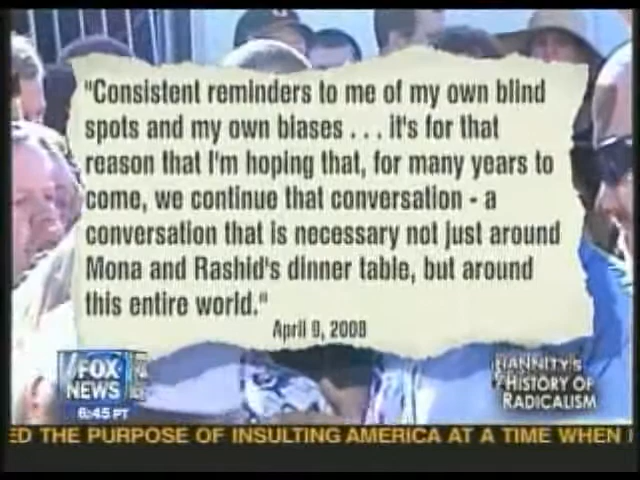 "Consistent reminders to me of my own blind
spots and my own biases . . . it's for that
reason that I'm hoping that, for many years to
come, we continue that conversation - a
conversation that is necessary not just around
Mona and Rashid's dinner table, but around
this entire world."
April 9, 2008
FOX
NEWS
6:45 PT
HANNITY'S
HISTORY OF
RADICALISM
ED THE PURPOSE OF INSULTING AMERICA AT A TIME WHEN